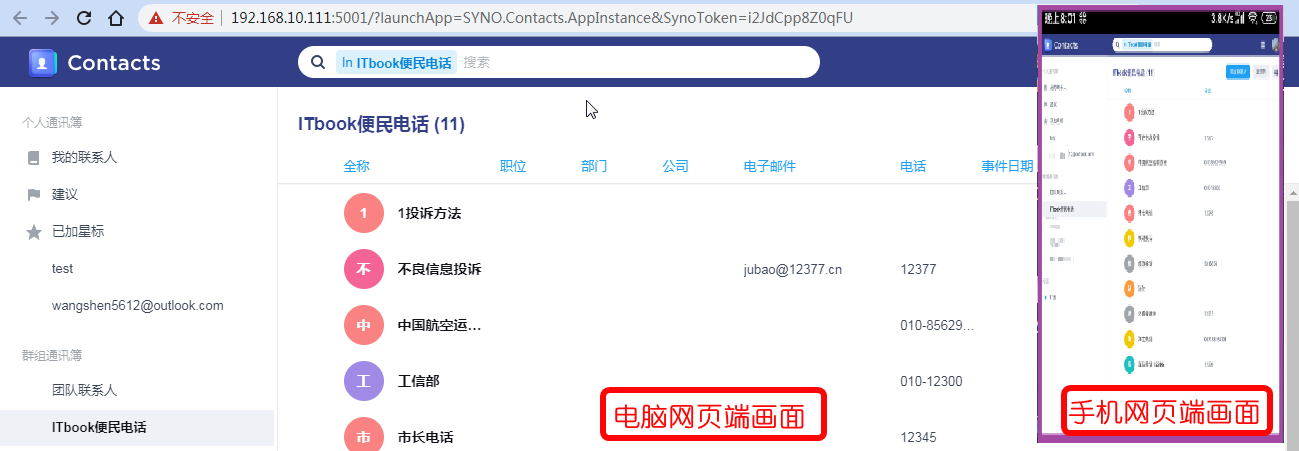 不安全
192.168.10.111:5001/?launchApp=SYNO.Contacts.AppInstance&SynoToken=i2JdCpp8Z0qFU
Contacts
In ITbook便民电话 搜索
个人通讯簿
我的联系人
建议
已加星标
test
wangshen5612@outlook.com
群组通讯簿
团队联系人
ITbook便民电话
ITbook便民电话 (11)
全称 职位 部门 公司 电子邮件 电话 事件日期
1 1投诉方法
不 不良信息投诉 jubao@12377.cn 12377
中 中国航空运... 010-85629...
工 工信部 010-12300
市 市长电话 12345
电脑网页端画面
晚上8:01
3.8K/s
Contacts
ITbook便民电话 (11)
手机网页端画面